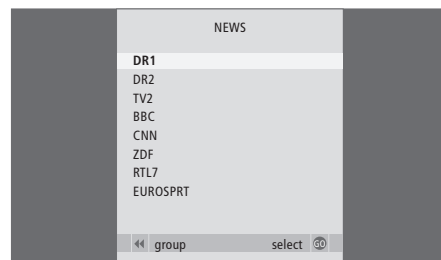 NEWS
DR1
DR2
TV2
BBC
CNN
ZDF
RTL7
EUROSPRT
group select GO